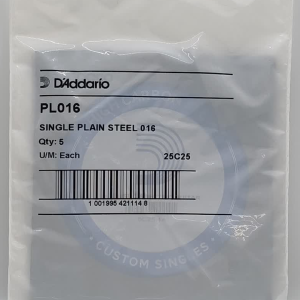 D'Addario
PL016
SINGLE PLAIN STEEL 016
Qty: 5
U/M: Each 25C25
1 001995 421114 8
CUSTOM SINGLES